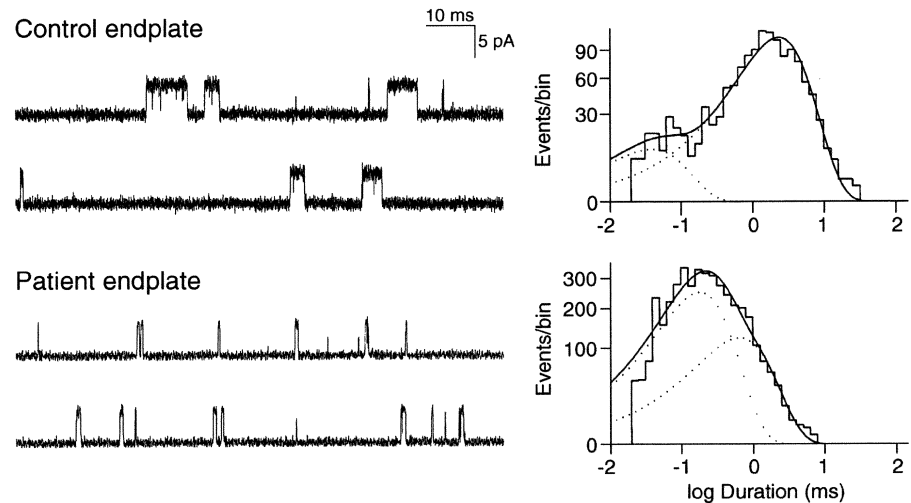 Control endplate
10 ms
5 pA
Events/bin
90
60
30
0
-2 -1 0 1 2
Patient endplate
Events/bin
300
200
100
0
-2 -1 0 1 2
log Duration (ms)